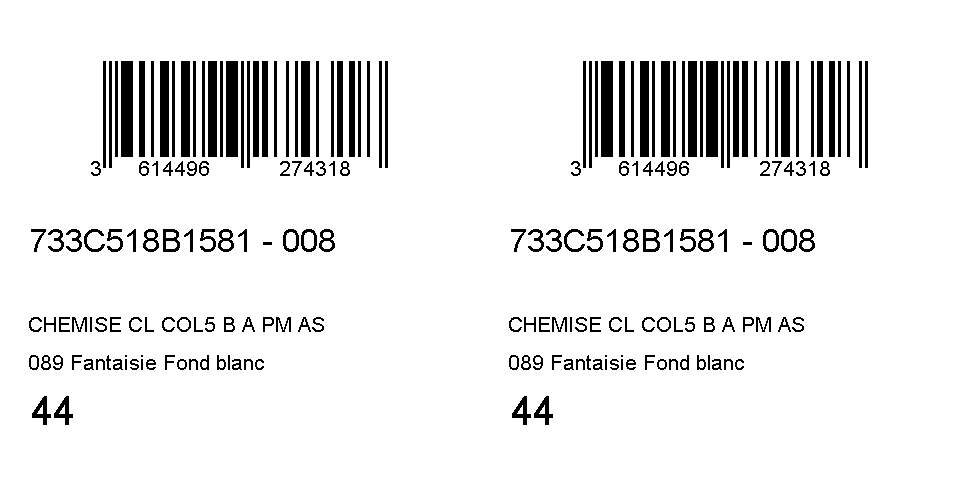 3 614496 274318
733C518B1581 - 008
CHEMISE CL COL5 B A PM AS
089 Fantaisie Fond blanc
44
3 614496 274318
733C518B1581 - 008
CHEMISE CL COL5 B A PM AS
089 Fantaisie Fond blanc
44